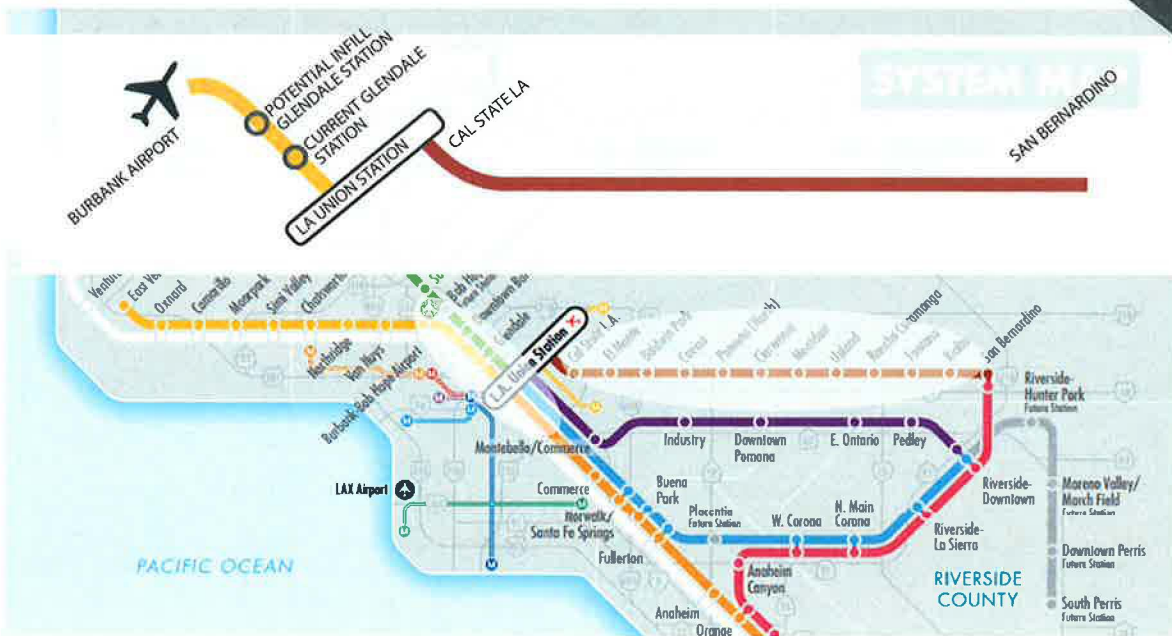 SYSTEM MAP
POTENTIAL INFILL
GLENDALE STATION
CURRENT GLENDALE
STATION
BURBANK AIRPORT
LA UNION STATION
CAL STATE LA
SAN BERNARDINO
Oxnard
Camarillo
Moorpark
Simi Valley
Northridge
Van Nuys
Burbank-Bob Hope Airport
L.A. Union Station
Cal State L.A.
El Monte
Baldwin Park
Covina
Pomona (North)
Claremont
Montclair
Upland
Rancho Cucamonga
Fontana
Rialto
San Bernardino
Riverside-
Hunter Park
Future Station
Montebello/Commerce
Industry
Downtown
Pomona
E. Ontario
Pedley
LAX Airport
Commerce
Buena
Park
Riverside-
Downtown
Moreno Valley/
March Field
Future Station
Norwalk/
Santa Fe Springs
Placentia
Future Station
W. Corona
N. Main
Corona
Riverside-
La Sierra
Fullerton
PACIFIC OCEAN
Anaheim
Canyon
RIVERSIDE
COUNTY
Downtown Perris
Future Station
Anaheim
Orange
South Perris
Future Station